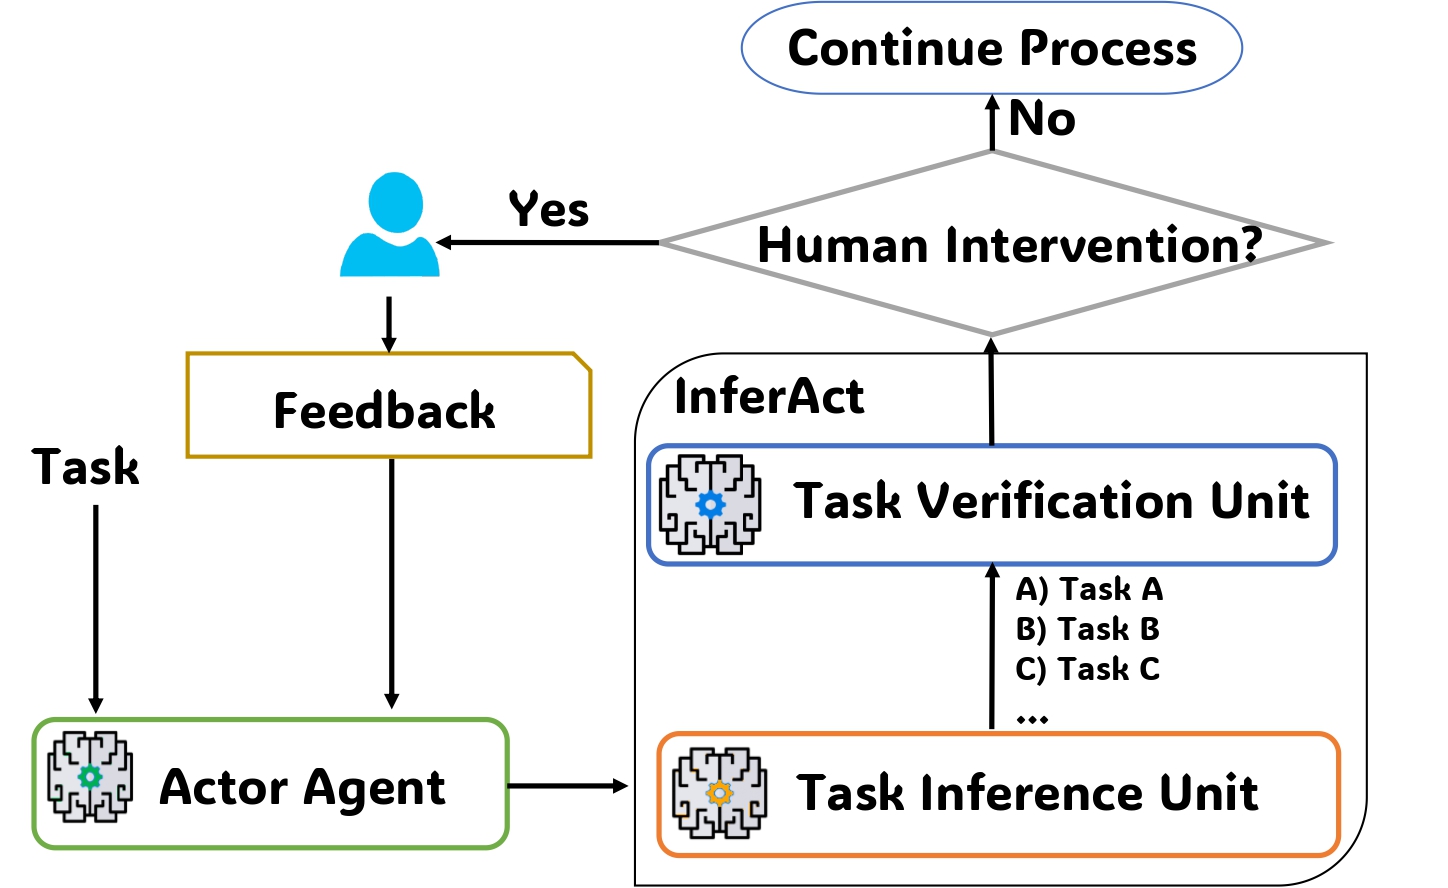 Continue Process
No
Yes
Human Intervention?
Feedback
InferAct
Task
Task Verification Unit
A) Task A
B) Task B
C) Task C
...
Actor Agent
Task Inference Unit